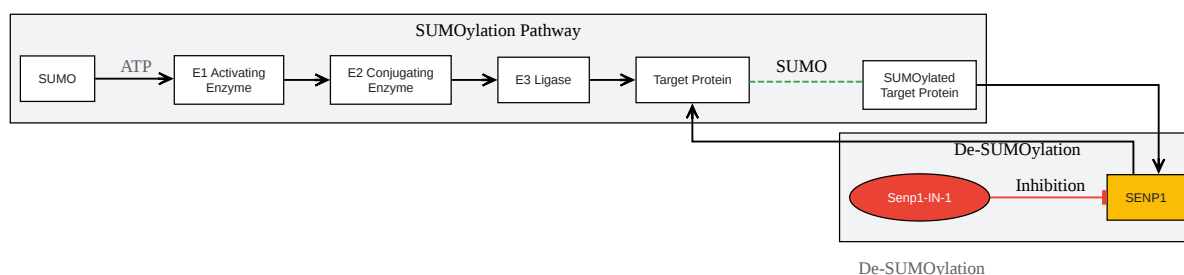 SUMOylation Pathway
SUMO
ATP
E1 Activating
Enzyme
E2 Conjugating
Enzyme
E3 Ligase
Target Protein
SUMO
SUMOylated
Target Protein
De-SUMOylation
Senp1-IN-1
Inhibition
SENP1
De-SUMOylation